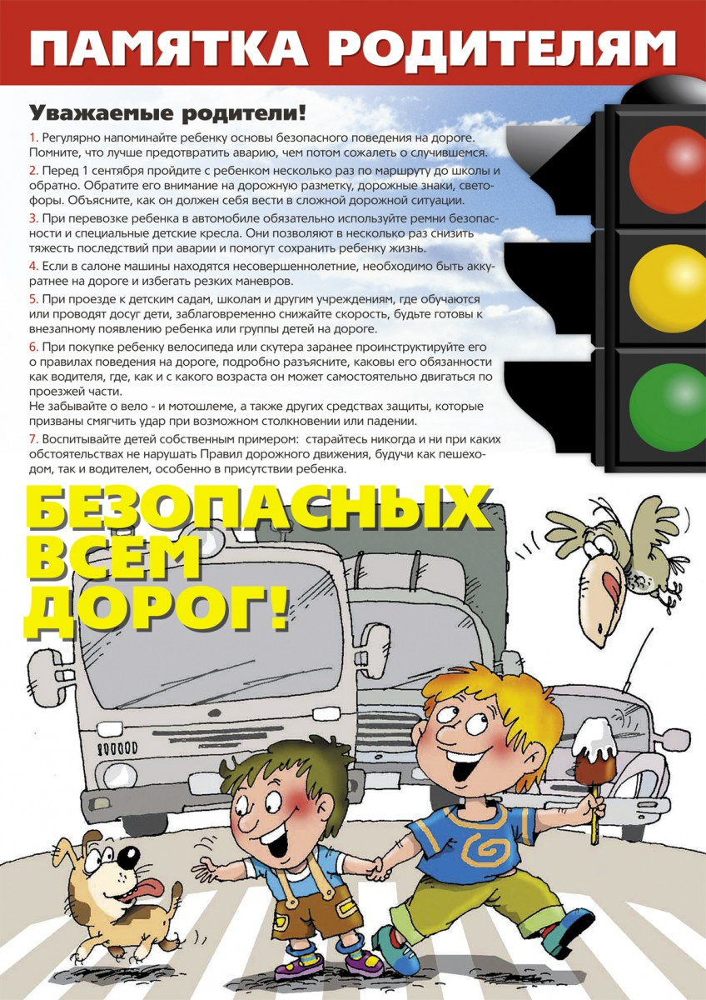 ПАМЯТКА РОДИТЕЛЯМ
Уважаемые родители!
1. Регулярно напоминайте ребенку основы безопасного поведения на дороге.
Помните, что лучше предотвратить аварию, чем потом сожалеть о случившемся.
2. Перед 1 сентября пройдите с ребенком несколько раз по маршруту до школы и
обратно. Обратите его внимание на дорожную разметку, дорожные знаки, свето-
форы. Объясните, как он должен себя вести в сложной дорожной ситуации.
3. При перевозке ребенка в автомобиле обязательно используйте ремни безопас-
ности и специальные детские кресла. Они позволяют в несколько раз снизить
тяжесть последствий при аварии и помогут сохранить ребенку жизнь.
4. Если в салоне машины находятся несовершеннолетние, необходимо быть акку-
ратнее на дороге и избегать резких маневров.
5. При проезде к детским садам, школам и другим учреждениям, где обучаются
или проводят досуг дети, заблаговременно снижайте скорость, будьте готовы к
внезапному появлению ребенка или группы детей на дороге.
6. При покупке ребенку велосипеда или скутера заранее проинструктируйте его
о правилах поведения на дороге, подробно разъясните, каковы его обязанности
как водителя, где, как и с какого возраста он может самостоятельно двигаться по
проезжей части.
Не забывайте о вело - и мотошлеме, а также других средствах защиты, которые
призваны смягчить удар при возможном столкновении или падении.
7. Воспитывайте детей собственным примером: старайтесь никогда и ни при каких
обстоятельствах не нарушать Правил дорожного движения, будучи как пешехо-
дом, так и водителем, особенно в присутствии ребенка.
БЕЗОПАСНЫХ
ВСЕМ
ДОРОГ!